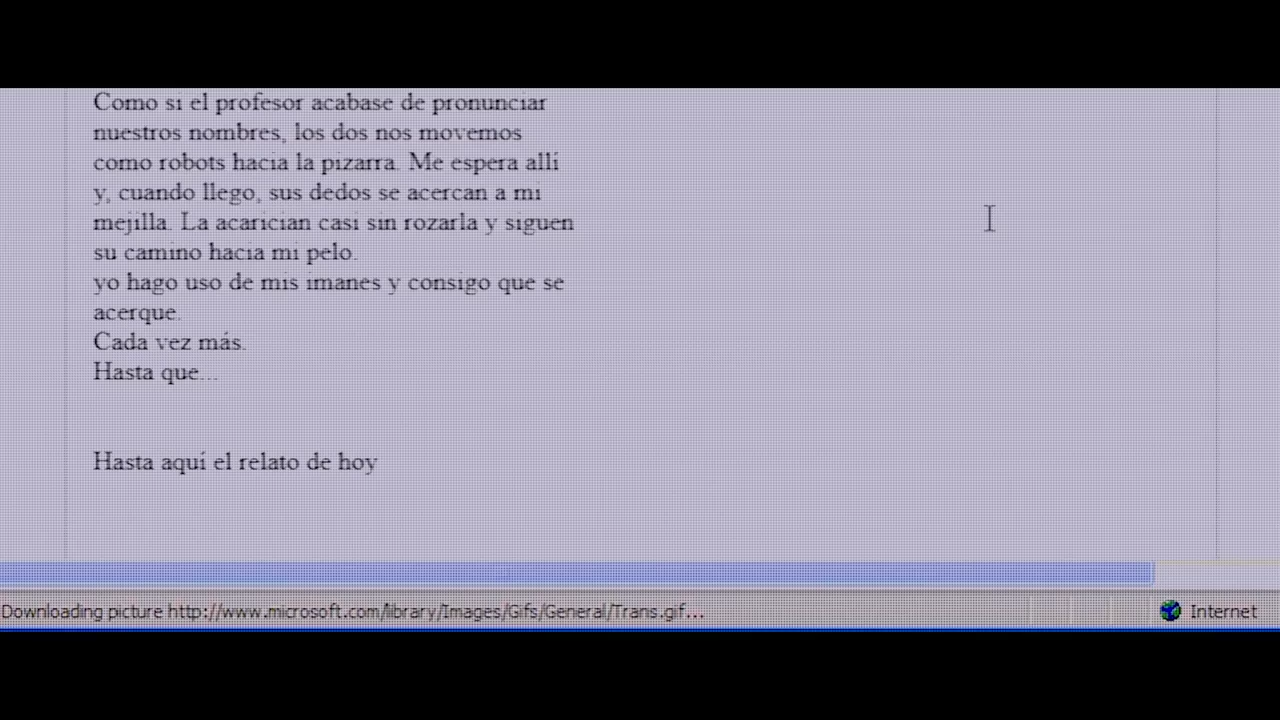 Como si el profesor acabase de pronunciar
nuestros nombres, los dos nos movemos
como robots hacia la pizarra. Me espera allí
y, cuando llego, sus dedos se acercan a mi
mejilla. La acarician casi sin rozarla y siguen
su camino hacia mi pelo.
yo hago uso de mis imanes y consigo que se
acerque.
Cada vez más.
Hasta que...
Hasta aquí el relato de hoy
Downloading picture http://www.microsoft.com/library/Images/Gifs/General/Trans.gif...
Internet